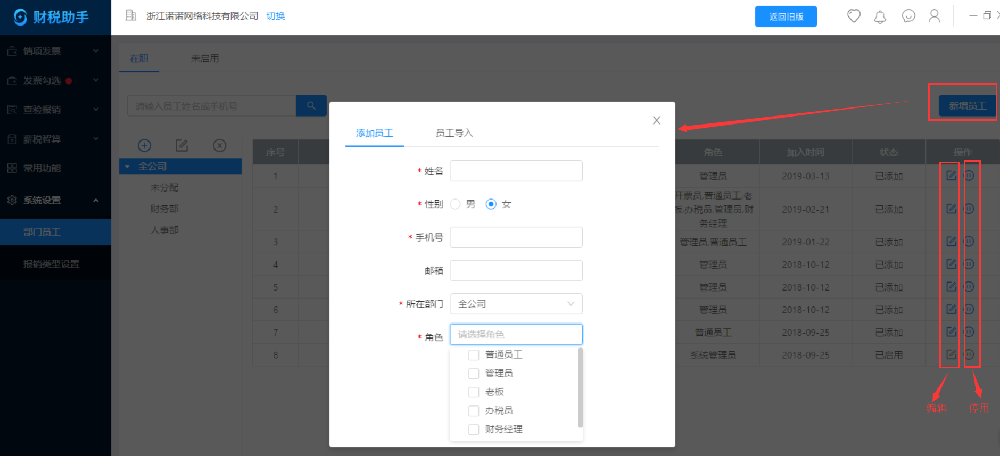 财税助手
浙江诺诺网络科技有限公司 切换
返回旧版
销项发票
发票勾选
查验报销
薪税智算
常用功能
系统设置
部门员工
报销类型设置
在职 未启用
请输入员工姓名或手机号
新增员工
全公司
未分配
财务部
人事部
序号 角色 加入时间 状态 操作
1 管理员 2019-03-13 已添加
2 开票员,普通员工,老
板,办税员,管理员,财
务经理 2019-02-21 已添加
3 管理员,普通员工 2019-01-22 已添加
4 管理员 2018-10-12 已添加
5 管理员 2018-10-12 已添加
6 管理员 2018-10-12 已添加
7 普通员工 2018-09-25 已添加
8 系统管理员 2018-09-25 已启用
添加员工 员工导入
* 姓名
* 性别 男 女
* 手机号
邮箱
* 所在部门 全公司
* 角色 请选择角色
普通员工
管理员
老板
办税员
财务经理
编辑 停用